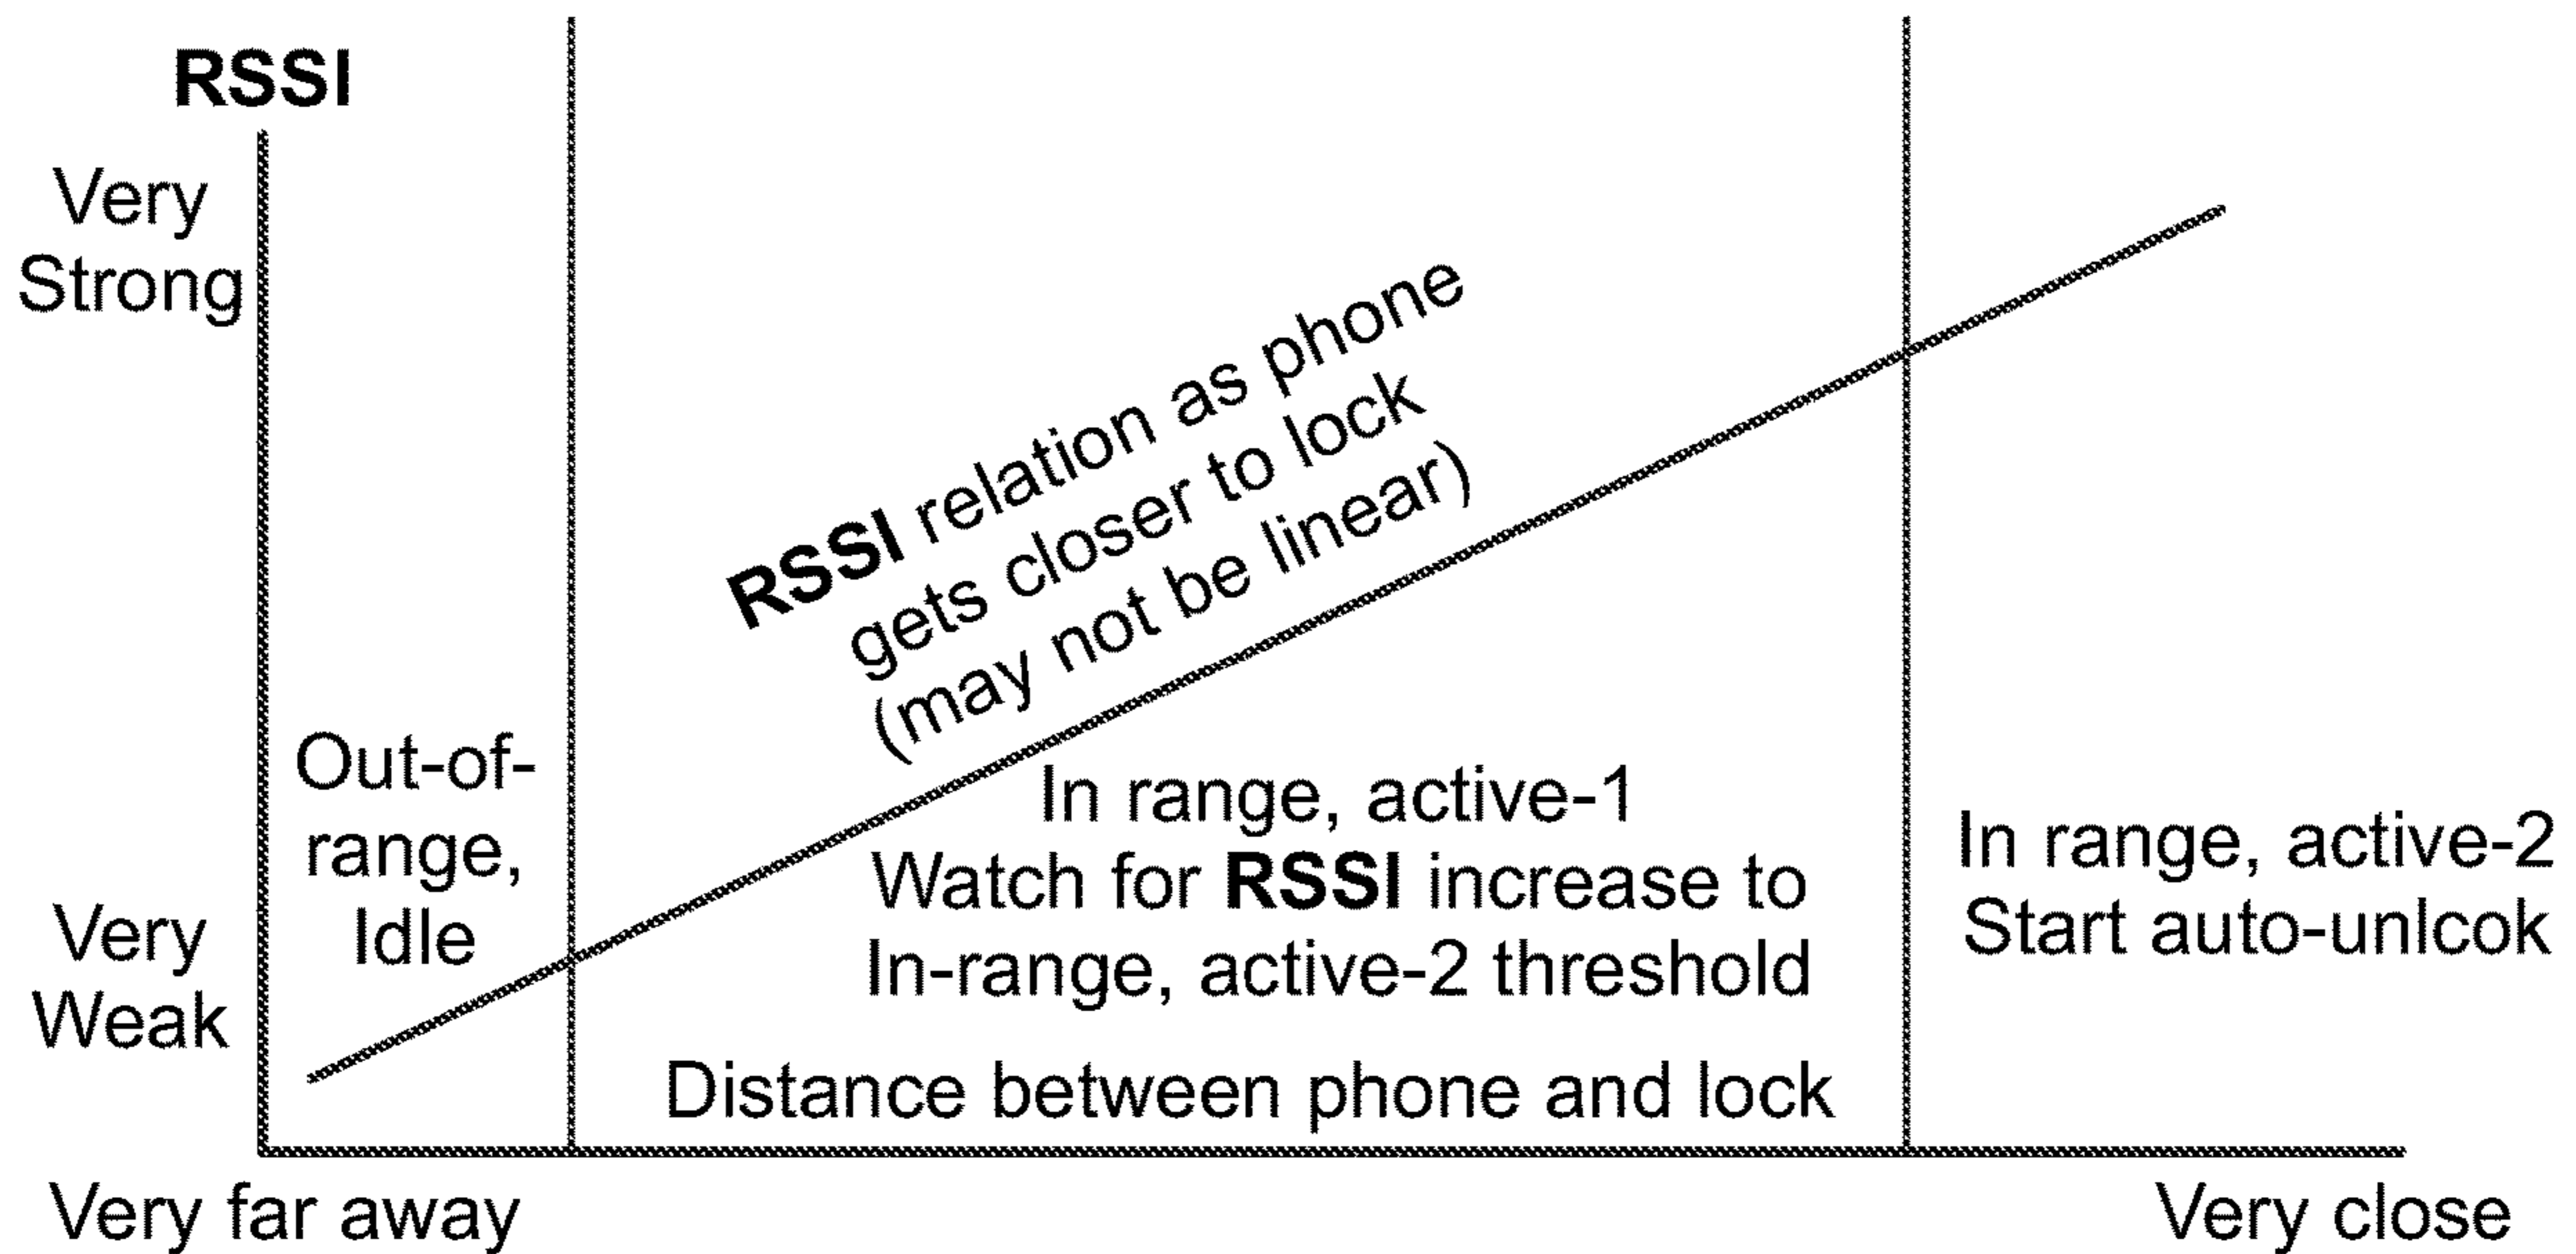 RSSI
Very
Strong
RSSI relation as phone
gets closer to lock
(may not be linear)
Out-of-
range,
Idle
Very
Weak
In range, active-1
Watch for RSSI increase to
In-range, active-2 threshold
In range, active-2
Start auto-unlcok
Distance between phone and lock
Very far away
Very close